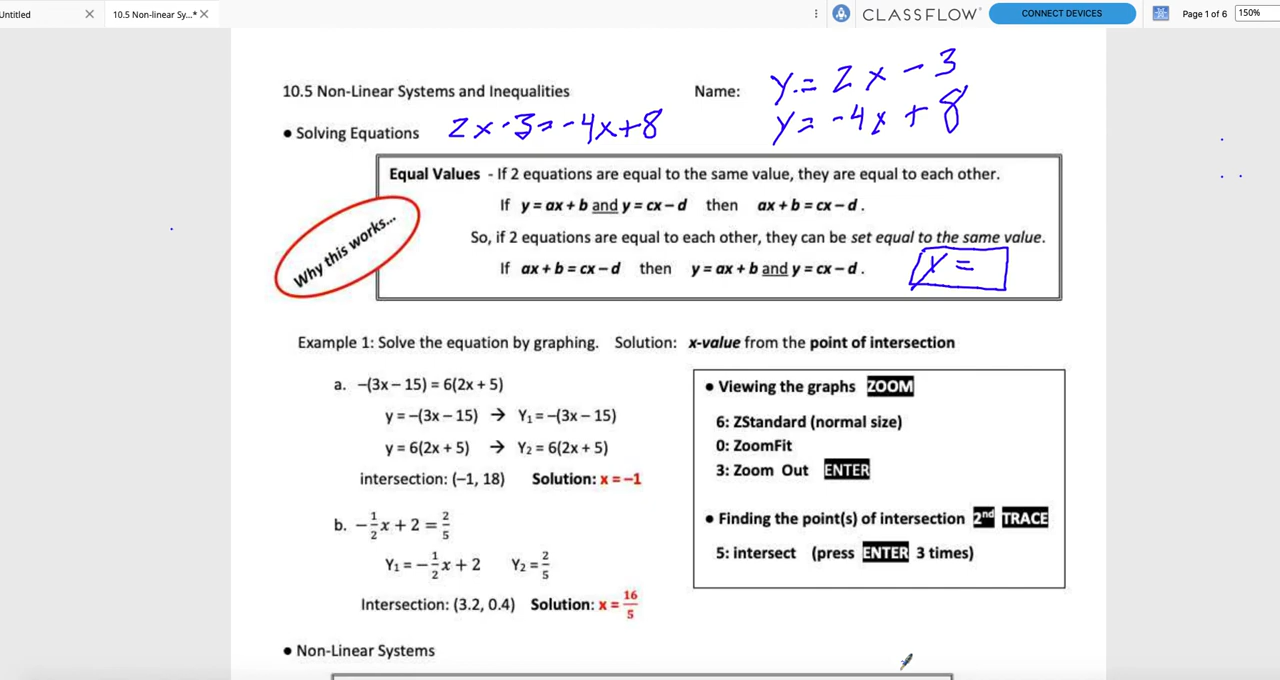 Untitled
10.5 Non-linear Sy...*
CLASSFLOW
CONNECT DEVICES
Page 1 of 6
150%
10.5 Non-Linear Systems and Inequalities
Name:
y = 2x - 3
y = -4x + 8
• Solving Equations
2x - 3 = -4x + 8
Equal Values - If 2 equations are equal to the same value, they are equal to each other.
If y = ax + b and y = cx – d then ax + b = cx – d .
So, if 2 equations are equal to each other, they can be set equal to the same value.
If ax + b = cx – d then y = ax + b and y = cx – d .
Why this works...
x =
Example 1: Solve the equation by graphing. Solution: x-value from the point of intersection
a. –(3x – 15) = 6(2x + 5)
y = –(3x – 15) → Y₁ = –(3x – 15)
y = 6(2x + 5) → Y₂ = 6(2x + 5)
intersection: (–1, 18) Solution: x = –1
b. –1/2x + 2 = 2/5
Y₁ = –1/2x + 2 Y₂ = 2/5
Intersection: (3.2, 0.4) Solution: x = 16/5
• Viewing the graphs ZOOM
6: ZStandard (normal size)
0: ZoomFit
3: Zoom Out ENTER
• Finding the point(s) of intersection 2nd TRACE
5: intersect (press ENTER 3 times)
• Non-Linear Systems